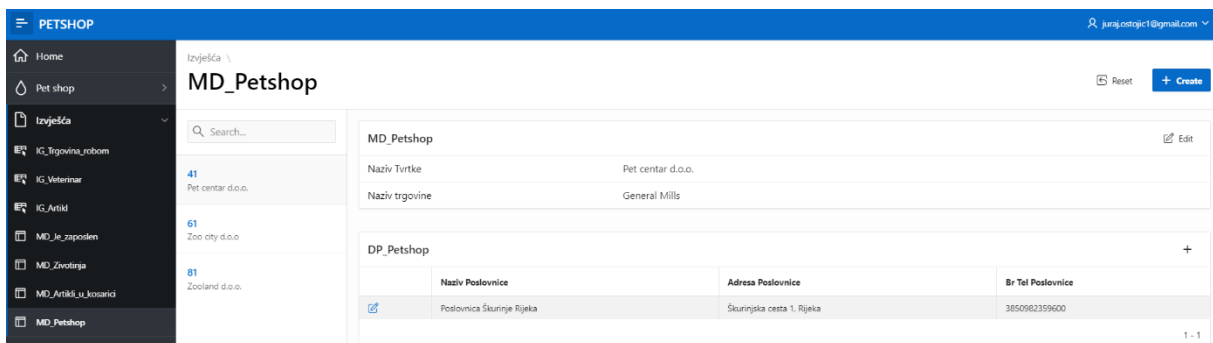 PETSHOP
juraj.ostojic1@gmail.com
Home
Pet shop
Izvješća
IG_Trgovina_robom
IG_Veterinar
IG_Artikl
MD_Je_zaposlen
MD_Zivotinja
MD_Artikli_u_kosarici
MD_Petshop
Izvješća \
MD_Petshop
Reset
+ Create
Search...
41
Pet centar d.o.o.
61
Zoo city d.o.o
81
Zooland d.o.o.
MD_Petshop
Edit
Naziv Tvrtke Pet centar d.o.o.
Naziv trgovine General Mills
DP_Petshop +
Naziv Poslovnice Adresa Poslovnice Br Tel Poslovnice
Poslovnica Škurinje Rijeka Škurinjska cesta 1, Rijeka 3850982359600
1 - 1